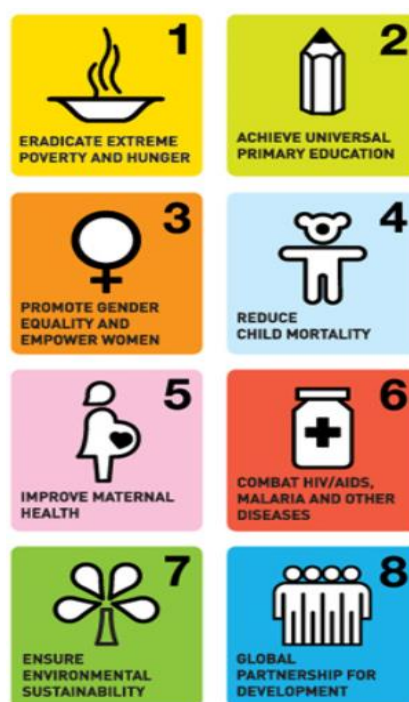 1
ERADICATE EXTREME
POVERTY AND HUNGER
2
ACHIEVE UNIVERSAL
PRIMARY EDUCATION
3
PROMOTE GENDER
EQUALITY AND
EMPOWER WOMEN
4
REDUCE
CHILD MORTALITY
5
IMPROVE MATERNAL
HEALTH
6
COMBAT HIV/AIDS,
MALARIA AND OTHER
DISEASES
7
ENSURE
ENVIRONMENTAL
SUSTAINABILITY
8
GLOBAL
PARTNERSHIP FOR
DEVELOPMENT